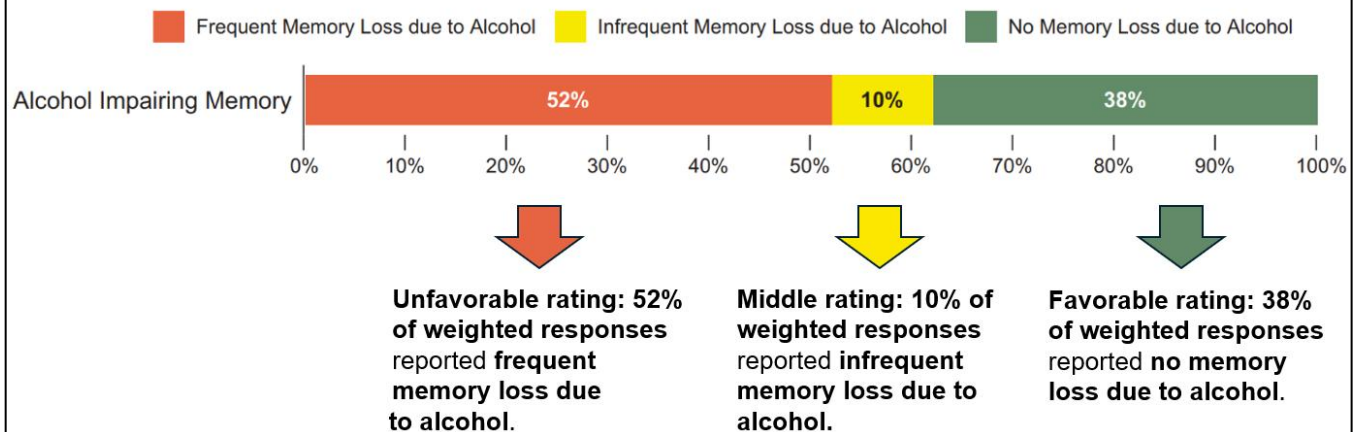 Frequent Memory Loss due to Alcohol Infrequent Memory Loss due to Alcohol No Memory Loss due to Alcohol
Alcohol Impairing Memory 52% 10% 38%
0% 10% 20% 30% 40% 50% 60% 70% 80% 90% 100%
Unfavorable rating: 52%
of weighted responses
reported frequent
memory loss due
to alcohol.
Middle rating: 10% of
weighted responses
reported infrequent
memory loss due to
alcohol.
Favorable rating: 38%
of weighted responses
reported no memory
loss due to alcohol.